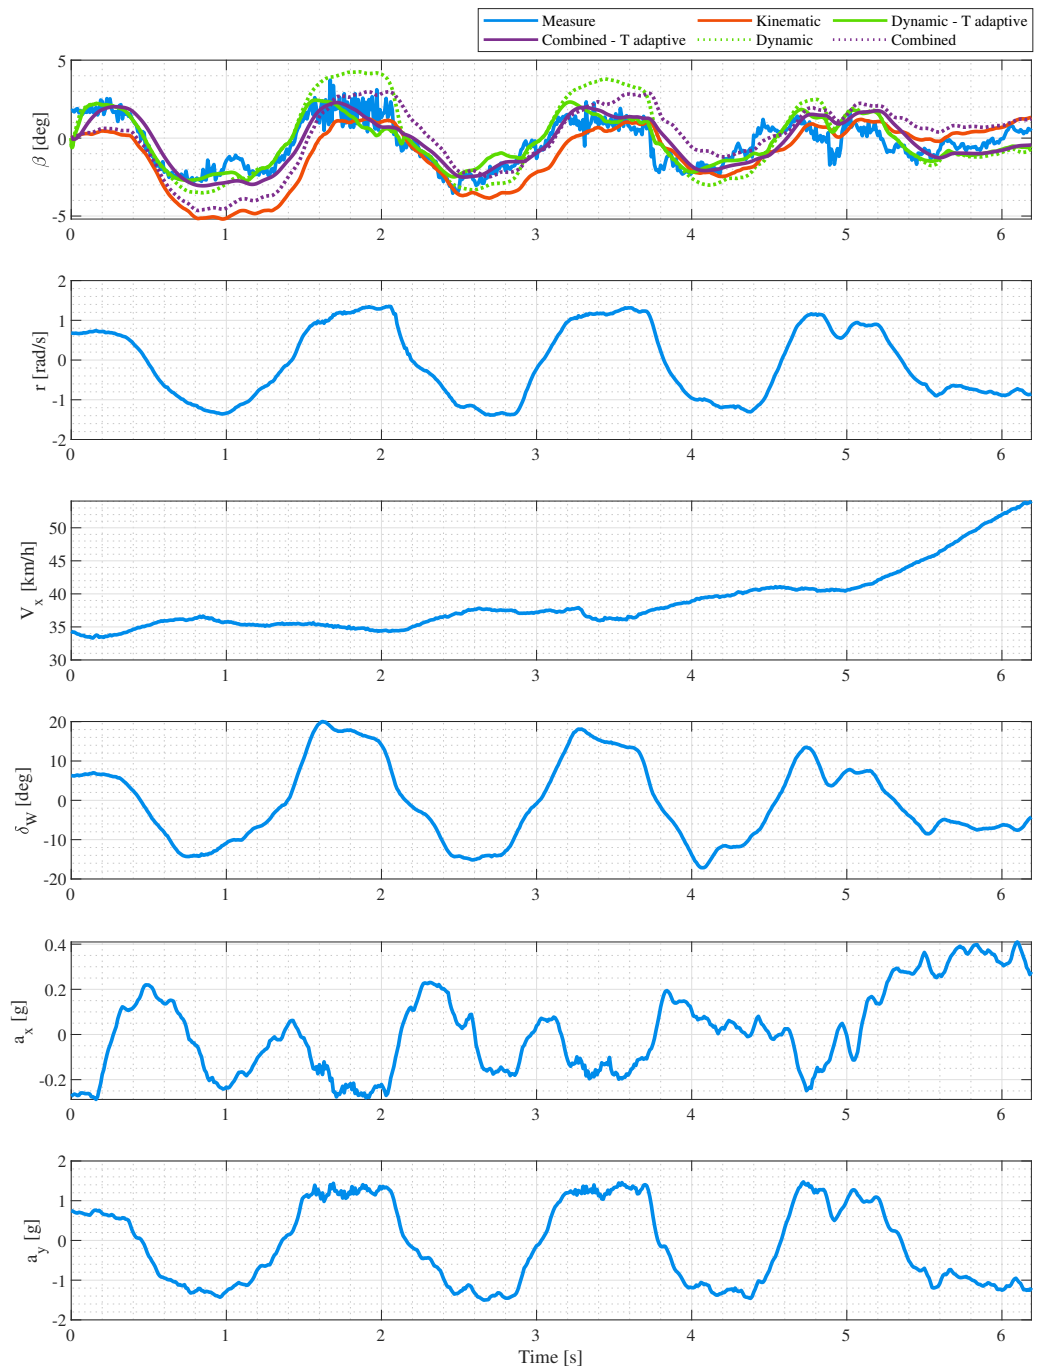 Measure Kinematic Dynamic - T adaptive
Combined - T adaptive Dynamic Combined
5
0
-5
β [deg]
0 1 2 3 4 5 6
2
1
0
-1
-2
r [rad/s]
0 1 2 3 4 5 6
50
45
40
35
30
V_x [km/h]
0 1 2 3 4 5 6
20
10
0
-10
-20
δ_W [deg]
0 1 2 3 4 5 6
0.4
0.2
0
-0.2
a_x [g]
0 1 2 3 4 5 6
2
1
0
-1
-2
a_y [g]
0 1 2 3 4 5 6
Time [s]